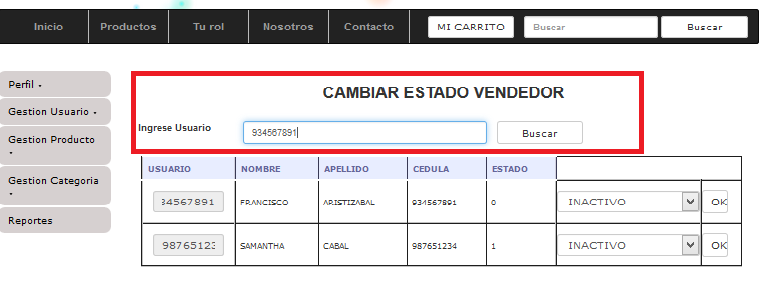 Inicio Productos Tu rol Nosotros Contacto MI CARRITO Buscar Buscar
Perfil
CAMBIAR ESTADO VENDEDOR
Gestion Usuario
Ingrese Usuario 934567891 Buscar
Gestion Producto
USUARIO NOMBRE APELLIDO CEDULA ESTADO
Gestion Categoria
34567891 FRANCISCO ARISTIZABAL 934567891 0 INACTIVO OK
Reportes
98765123 SAMANTHA CABAL 987651234 1 INACTIVO OK